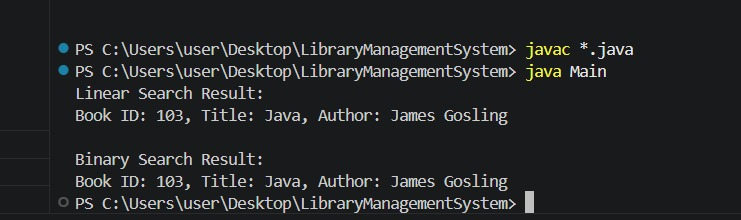 PS C:\Users\user\Desktop\LibraryManagementSystem> javac *.java
PS C:\Users\user\Desktop\LibraryManagementSystem> java Main
Linear Search Result:
Book ID: 103, Title: Java, Author: James Gosling
Binary Search Result:
Book ID: 103, Title: Java, Author: James Gosling
PS C:\Users\user\Desktop\LibraryManagementSystem>